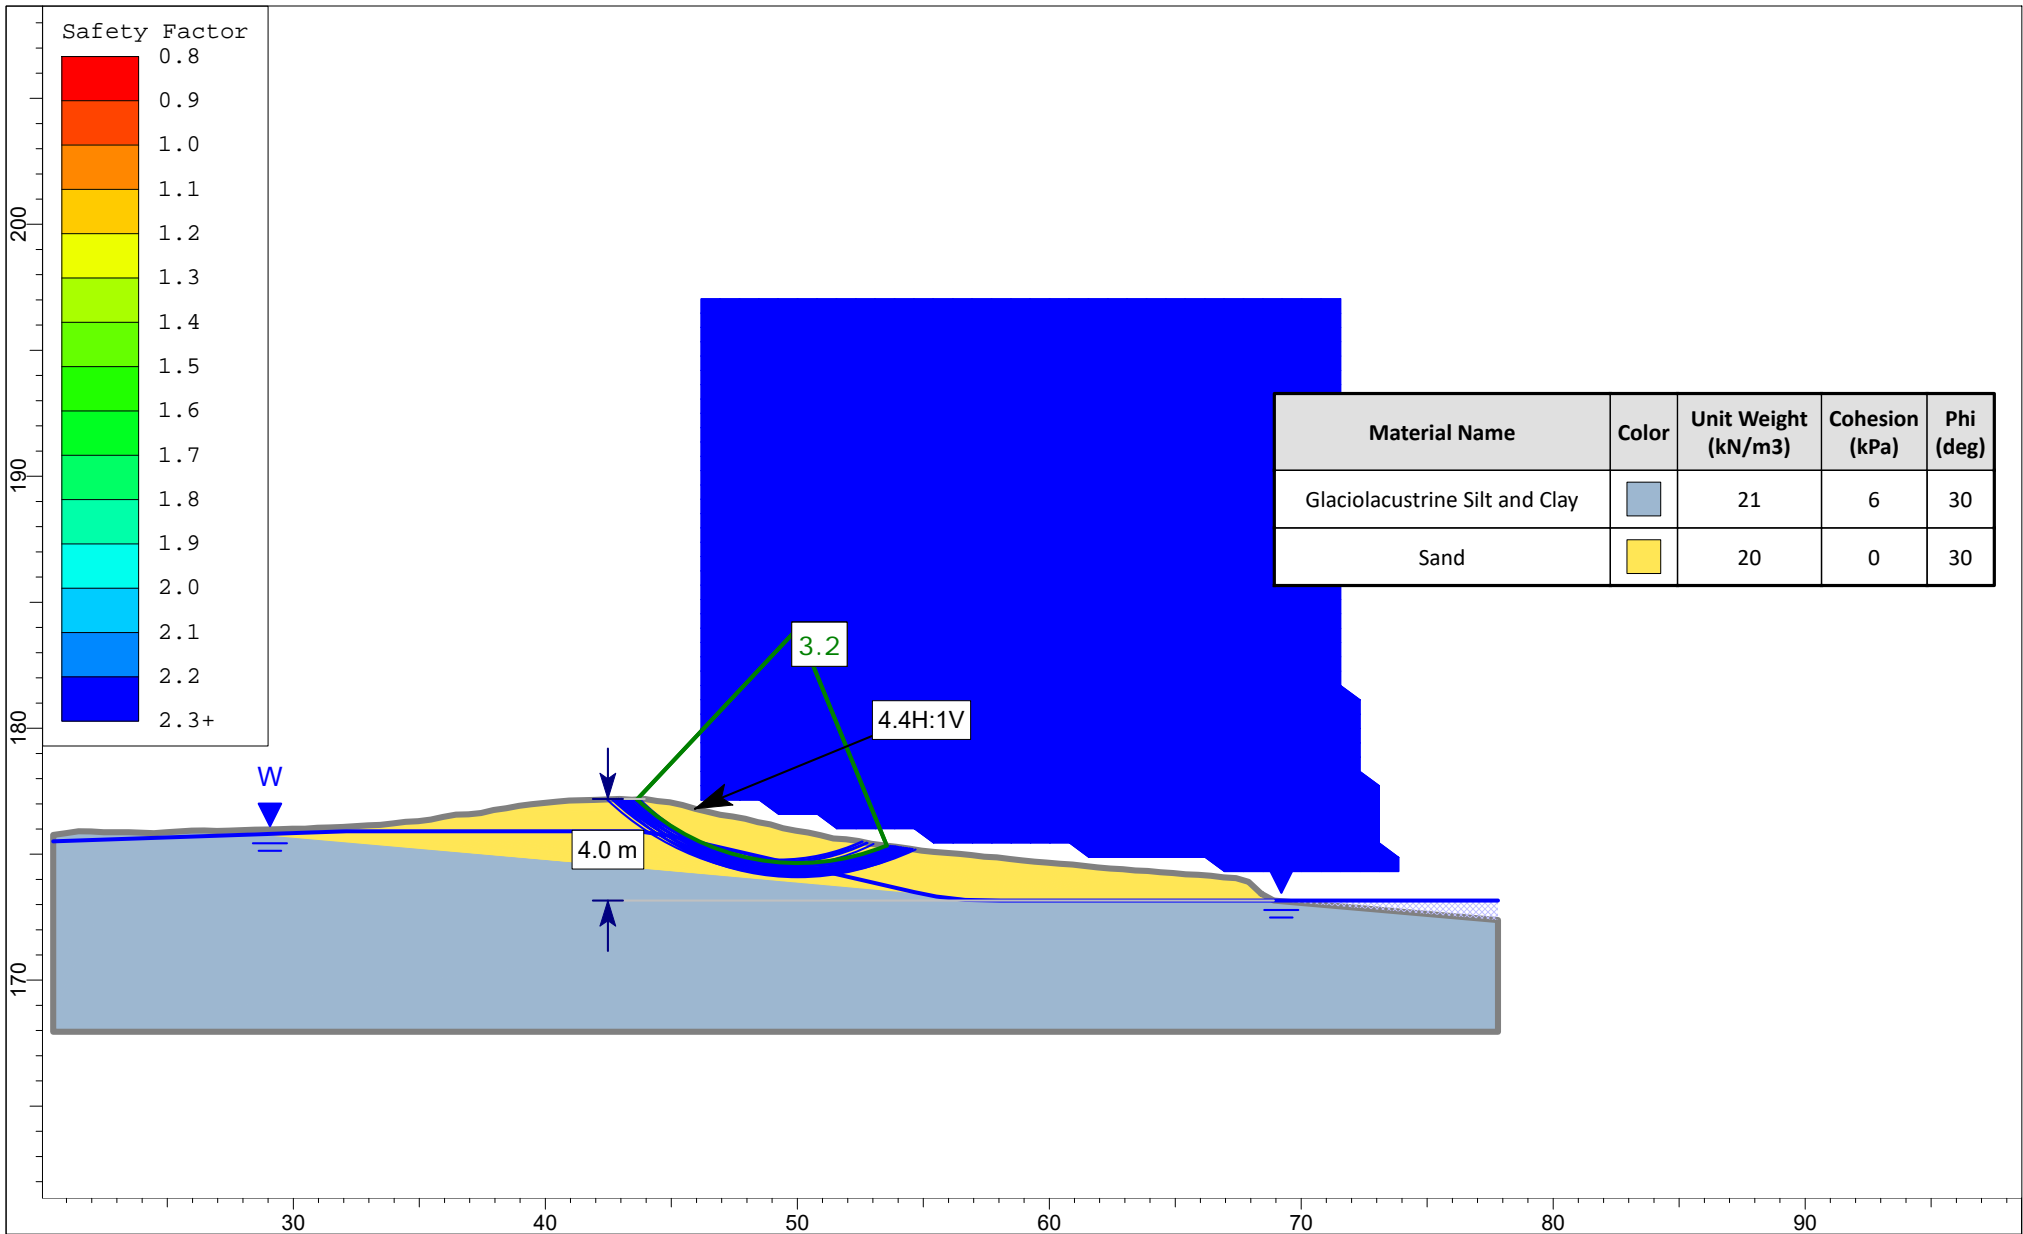 Safety Factor
0.8
0.9
1.0
1.1
1.2
1.3
1.4
1.5
1.6
1.7
1.8
1.9
2.0
2.1
2.2
2.3+
200
190
180
170
Material Name Color Unit Weight (kN/m3) Cohesion (kPa) Phi (deg)
Glaciolacustrine Silt and Clay 21 6 30
Sand 20 0 30
3.2
4.4H:1V
W
4.0 m
30 40 50 60 70 80 90